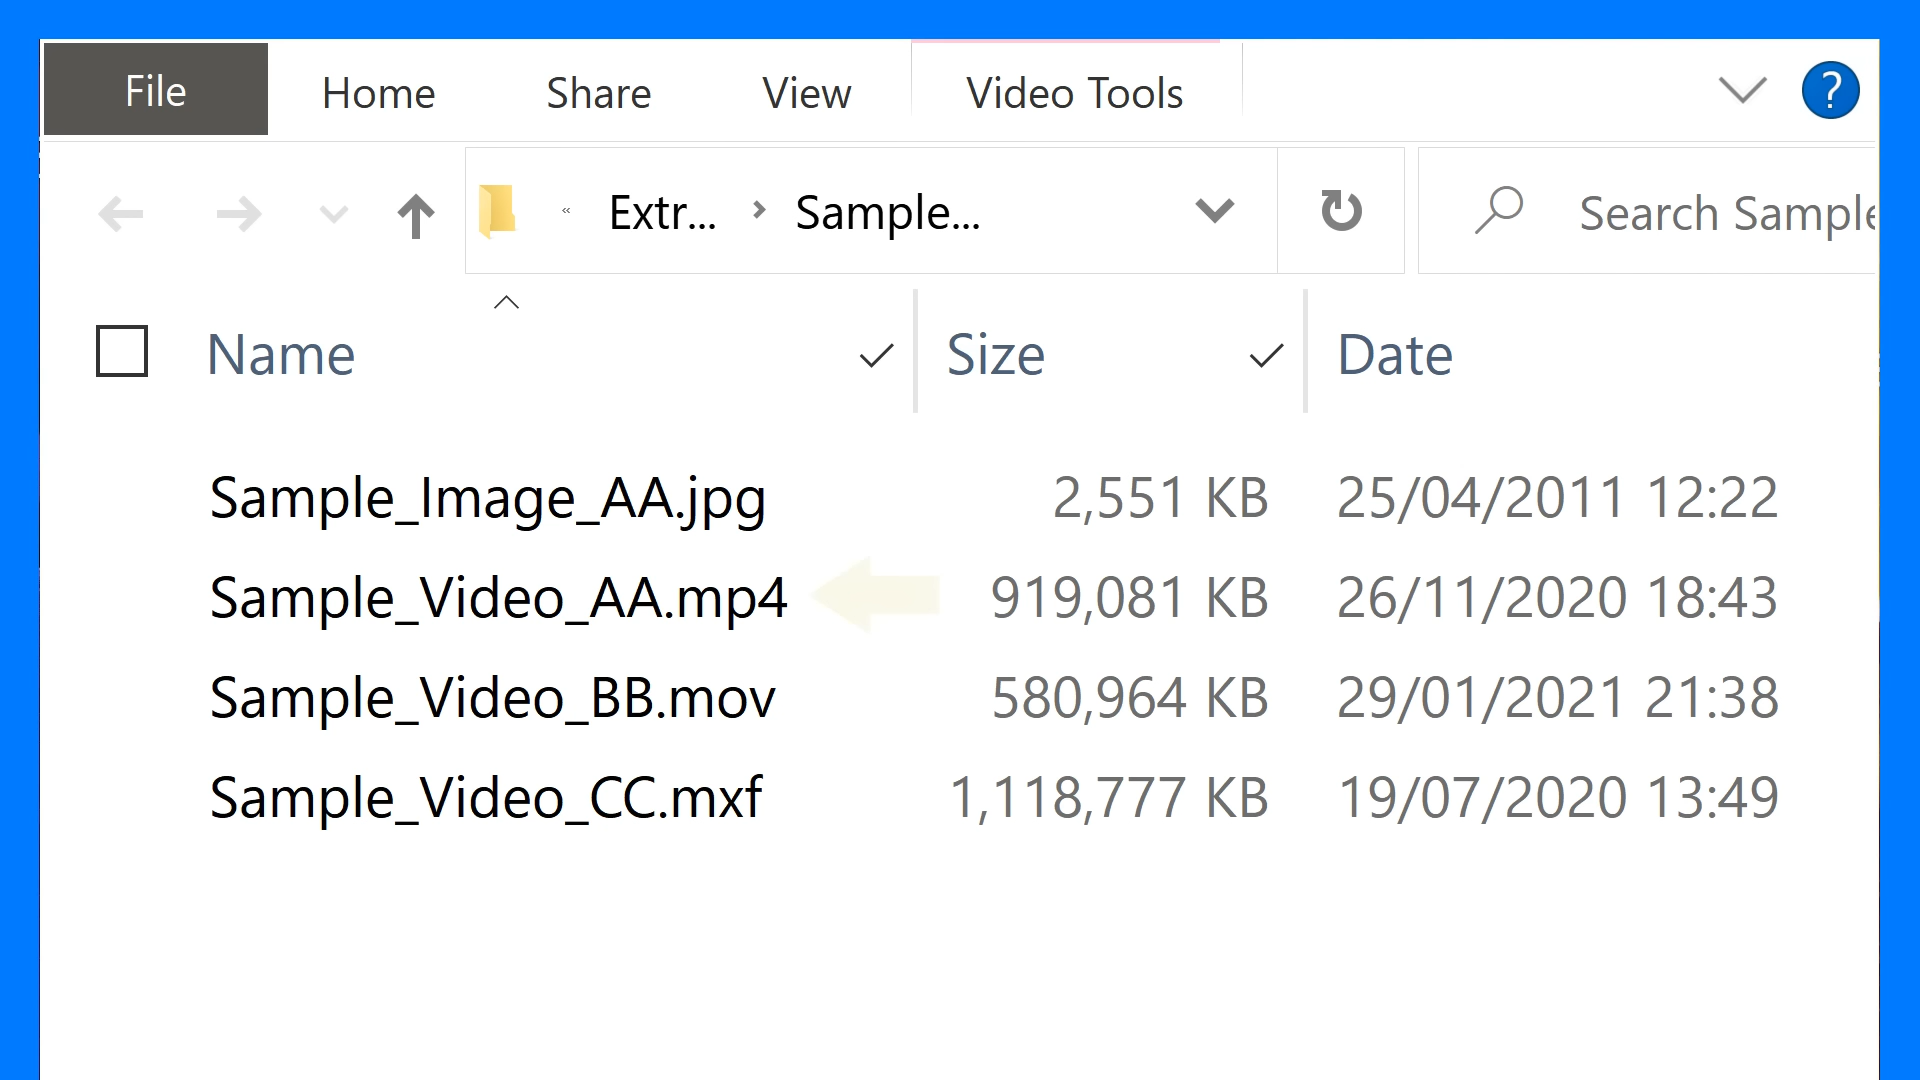 File Home Share View Video Tools ?
« Extr... › Sample... Search Sample
Name Size Date
Sample_Image_AA.jpg 2,551 KB 25/04/2011 12:22
Sample_Video_AA.mp4 919,081 KB 26/11/2020 18:43
Sample_Video_BB.mov 580,964 KB 29/01/2021 21:38
Sample_Video_CC.mxf 1,118,777 KB 19/07/2020 13:49